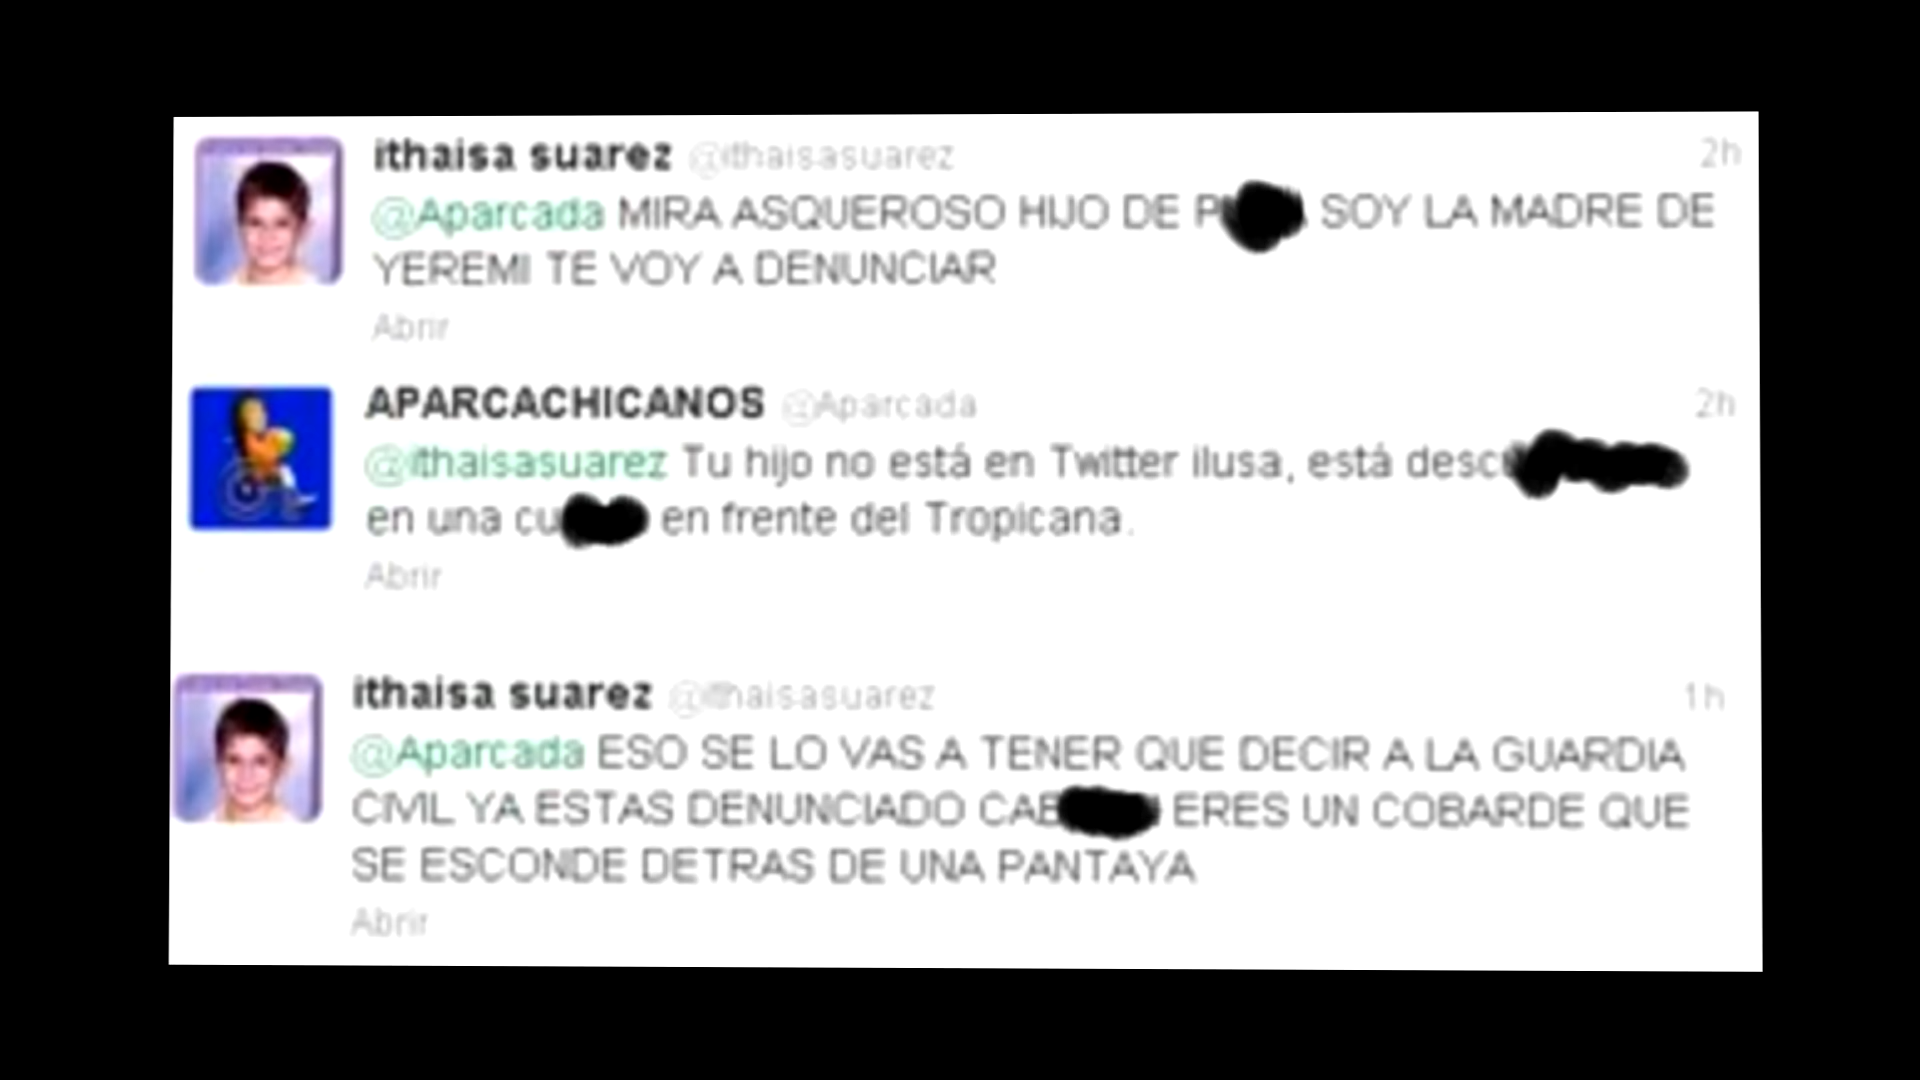 ithaisa suarez @ithaisasuarez 2h
@Aparcada MIRA ASQUEROSO HIJO DE SOY LA MADRE DE
YEREMI TE VOY A DENUNCIAR
Abrir
APARCACHICANOS @Aparcada 2h
@ithaisasuarez Tu hijo no está en Twitter ilusa, está
en una en frente del Tropicana.
Abrir
ithaisa suarez @ithaisasuarez 1h
@Aparcada ESO SE LO VAS A TENER QUE DECIR A LA GUARDIA
CIVIL YA ESTAS DENUNCIADO ERES UN COBARDE QUE
SE ESCONDE DETRAS DE UNA PANTAYA
Abrir